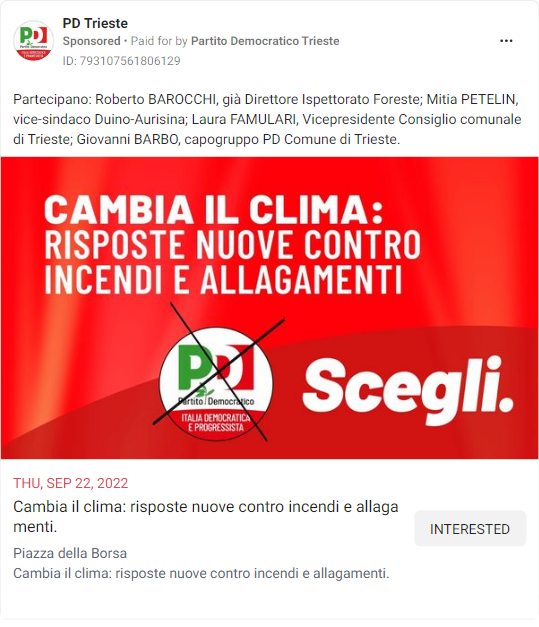 PD Trieste
Sponsored • Paid for by Partito Democratico Trieste
ID: 793107561806129
Partecipano: Roberto BAROCCHI, già Direttore Ispettorato Foreste; Mitia PETELIN,
vice-sindaco Duino-Aurisina; Laura FAMULARI, Vicepresidente Consiglio comunale
di Trieste; Giovanni BARBO, capogruppo PD Comune di Trieste.
CAMBIA IL CLIMA:
RISPOSTE NUOVE CONTRO
INCENDI E ALLAGAMENTI
PD
Partito Democratico
ITALIA DEMOCRATICA
E PROGRESSISTA
Scegli.
THU, SEP 22, 2022
Cambia il clima: risposte nuove contro incendi e allaga
menti.
INTERESTED
Piazza della Borsa
Cambia il clima: risposte nuove contro incendi e allagamenti.